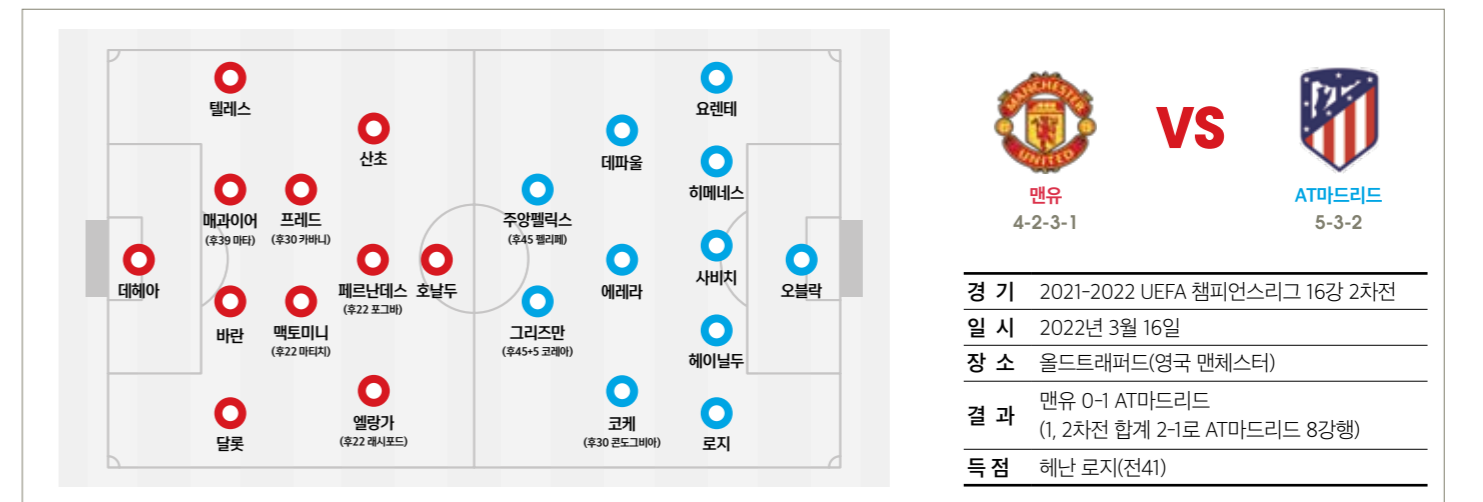 텔레스
산초
매과이어
(후39 마타)
프레드
(후30 카바니)
데헤아
페르난데스
(후22 포그바)
호날두
바란
맥토미니
(후22 마티치)
엘랑가
(후22 래시포드)
달롯
요렌테
데파울
히메네스
주앙펠릭스
(후45 펠리페)
에레라
사비치
오블락
그리즈만
(후45+5 코레아)
헤이닐두
코케
(후30 콘도그비아)
로지
MANCHESTER
UNITED
VS
맨유
4-2-3-1
AT마드리드
5-3-2
경 기 2021-2022 UEFA 챔피언스리그 16강 2차전
일 시 2022년 3월 16일
장 소 올드트래퍼드(영국 맨체스터)
결 과 맨유 0-1 AT마드리드
(1, 2차전 합계 2-1로 AT마드리드 8강행)
득 점 헤난 로지(전41)